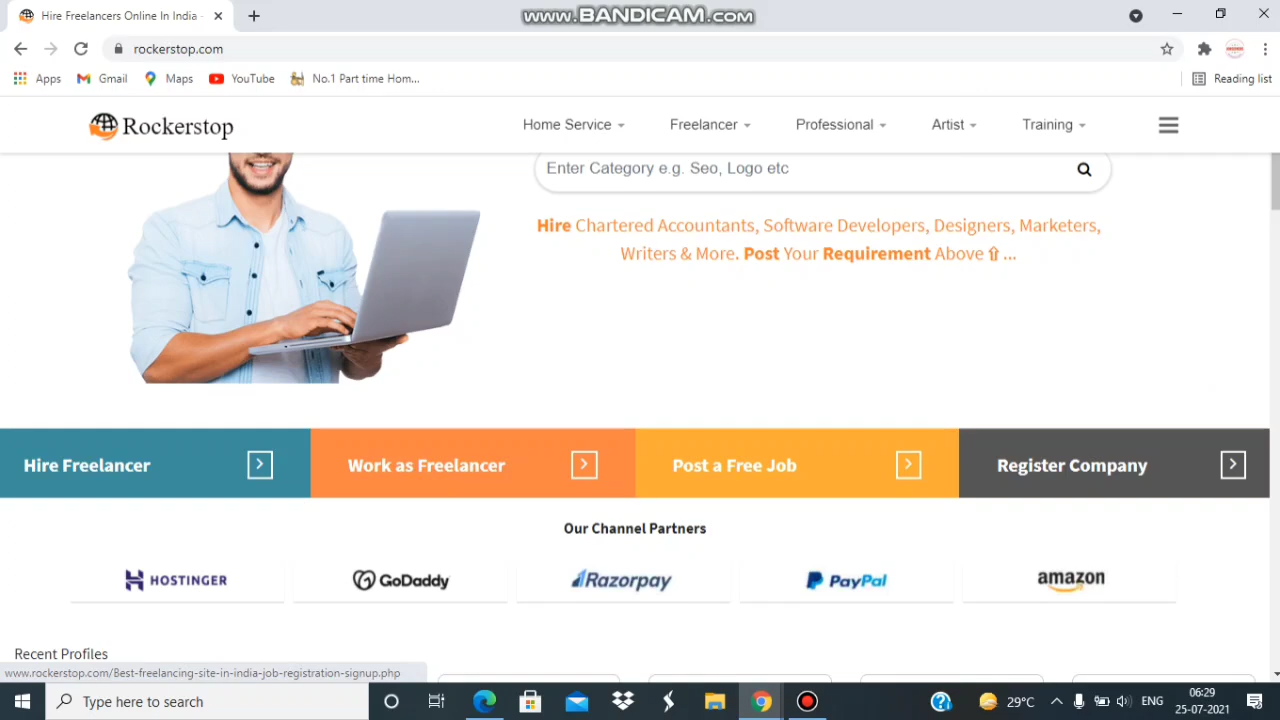 Hire Freelancers Online In India -
www.BANDICAM.com
rockerstop.com
Apps
Gmail
Maps
YouTube
No.1 Part time Hom...
Reading list
Rockerstop
Home Service
Freelancer
Professional
Artist
Training
Enter Category e.g. Seo, Logo etc
Hire Chartered Accountants, Software Developers, Designers, Marketers,
Writers & More. Post Your Requirement Above ⇧ ...
Hire Freelancer
Work as Freelancer
Post a Free Job
Register Company
Our Channel Partners
HOSTINGER
GoDaddy
Razorpay
PayPal
amazon
Recent Profiles
www.rockerstop.com/Best-freelancing-site-in-india-job-registration-signup.php
Type here to search
29°C
ENG
06:29
25-07-2021